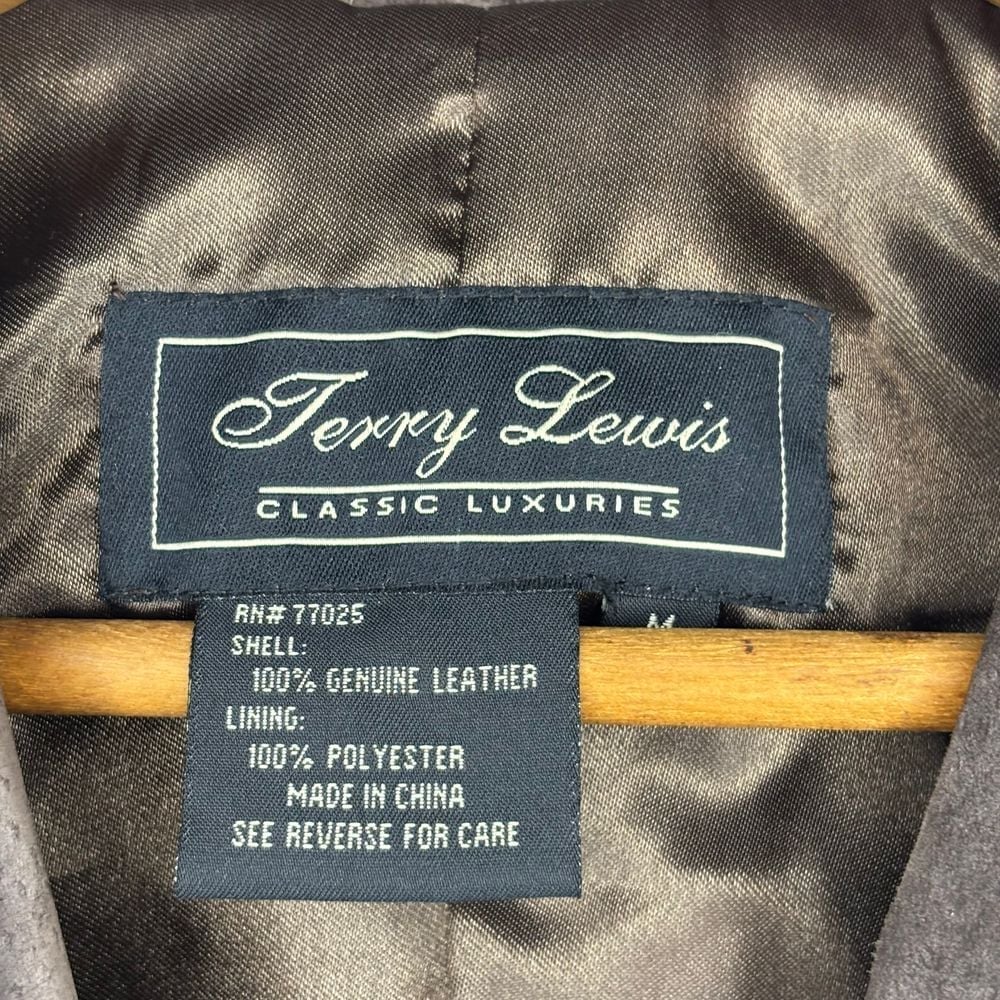 Terry Lewis
CLASSIC LUXURIES
RN# 77025
M
SHELL:
100% GENUINE LEATHER
LINING:
100% POLYESTER
MADE IN CHINA
SEE REVERSE FOR CARE